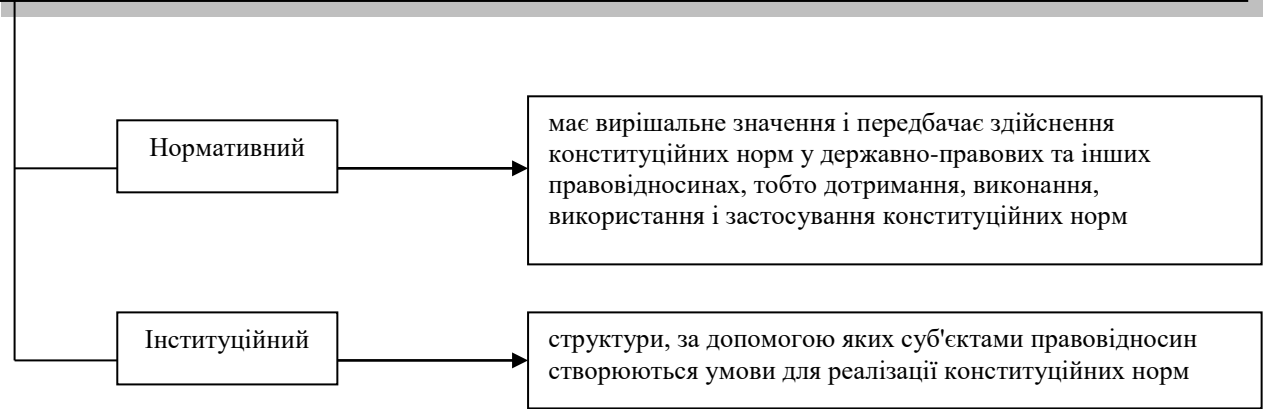 Нормативний
має вирішальне значення і передбачає здійснення
конституційних норм у державно-правових та інших
правовідносинах, тобто дотримання, виконання,
використання і застосування конституційних норм
Інституційний
структури, за допомогою яких суб'єктами правовідносин
створюються умови для реалізації конституційних норм